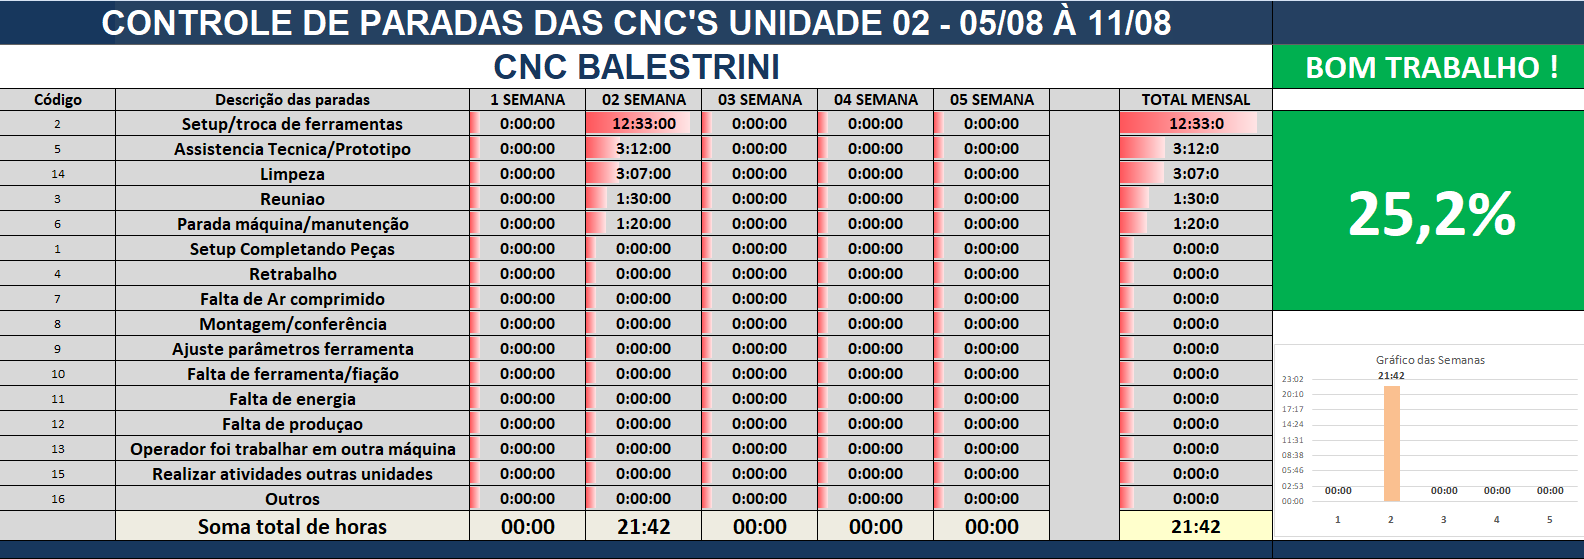 CONTROLE DE PARADAS DAS CNC'S UNIDADE 02 - 05/08 À 11/08
CNC BALESTRINI BOM TRABALHO !
Código Descrição das paradas 1 SEMANA 02 SEMANA 03 SEMANA 04 SEMANA 05 SEMANA TOTAL MENSAL
2 Setup/troca de ferramentas 0:00:00 12:33:00 0:00:00 0:00:00 0:00:00 12:33:0
5 Assistencia Tecnica/Prototipo 0:00:00 3:12:00 0:00:00 0:00:00 0:00:00 3:12:0
14 Limpeza 0:00:00 3:07:00 0:00:00 0:00:00 0:00:00 3:07:0
3 Reuniao 0:00:00 1:30:00 0:00:00 0:00:00 0:00:00 1:30:0
6 Parada máquina/manutenção 0:00:00 1:20:00 0:00:00 0:00:00 0:00:00 1:20:0
1 Setup Completando Peças 0:00:00 0:00:00 0:00:00 0:00:00 0:00:00 0:00:0
4 Retrabalho 0:00:00 0:00:00 0:00:00 0:00:00 0:00:00 0:00:0
7 Falta de Ar comprimido 0:00:00 0:00:00 0:00:00 0:00:00 0:00:00 0:00:0
8 Montagem/conferência 0:00:00 0:00:00 0:00:00 0:00:00 0:00:00 0:00:0
9 Ajuste parâmetros ferramenta 0:00:00 0:00:00 0:00:00 0:00:00 0:00:00 0:00:0
10 Falta de ferramenta/fiação 0:00:00 0:00:00 0:00:00 0:00:00 0:00:00 0:00:0
11 Falta de energia 0:00:00 0:00:00 0:00:00 0:00:00 0:00:00 0:00:0
12 Falta de produçao 0:00:00 0:00:00 0:00:00 0:00:00 0:00:00 0:00:0
13 Operador foi trabalhar em outra máquina 0:00:00 0:00:00 0:00:00 0:00:00 0:00:00 0:00:0
15 Realizar atividades outras unidades 0:00:00 0:00:00 0:00:00 0:00:00 0:00:00 0:00:0
16 Outros 0:00:00 0:00:00 0:00:00 0:00:00 0:00:00 0:00:0
Soma total de horas 00:00 21:42 00:00 00:00 00:00 21:42
25,2%
Gráfico das Semanas
21:42
23:02
20:10
17:17
14:24
11:31
08:38
05:46
02:53
00:00
00:00 00:00 00:00 00:00
1 2 3 4 5